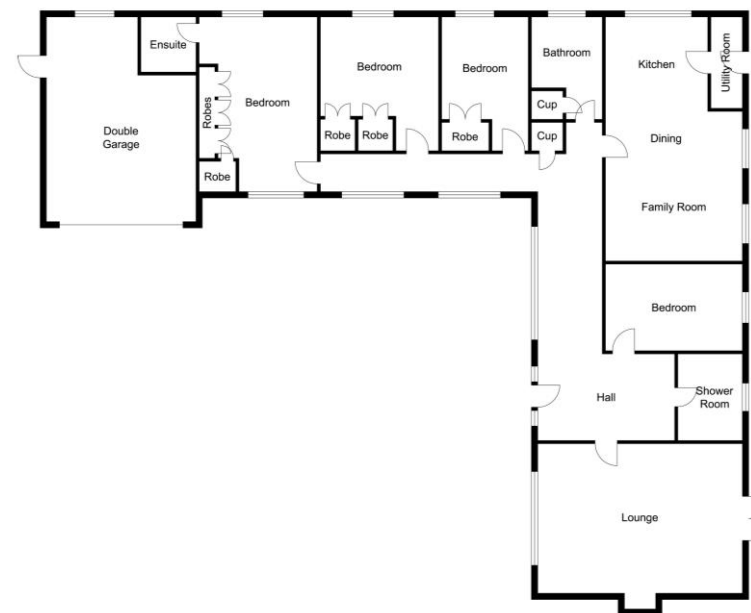 Ensuite
Bedroom
Bedroom
Bathroom
Kitchen
Utility Room
Robes
Bedroom
Cup
Double
Garage
Robe
Robe
Robe
Cup
Dining
Robe
Family Room
Bedroom
Shower
Room
Hall
Lounge